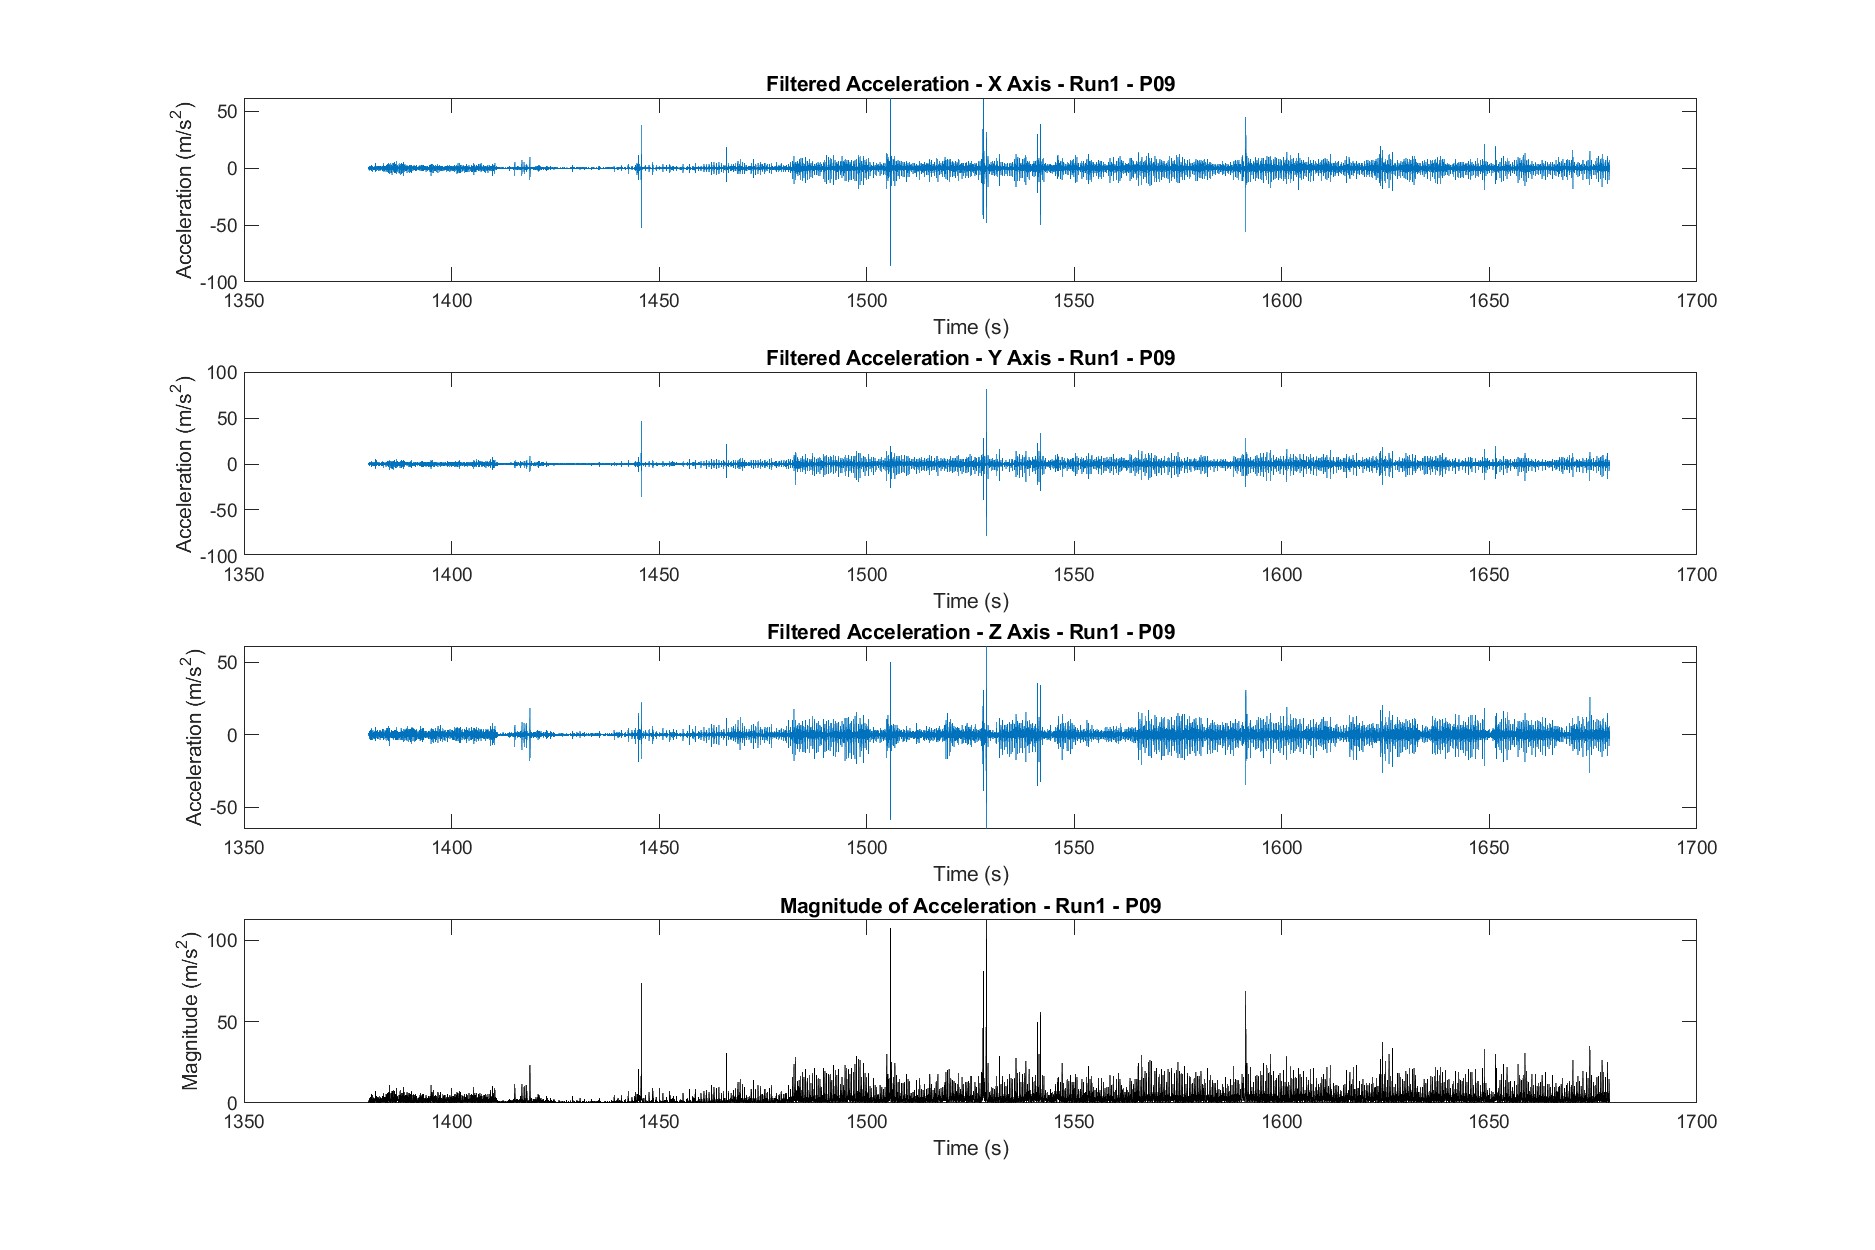 Filtered Acceleration - X Axis - Run1 - P09
Acceleration (m/s²)
50
0
-50
-100
1350 1400 1450 1500 1550 1600 1650 1700
Time (s)
Filtered Acceleration - Y Axis - Run1 - P09
Acceleration (m/s²)
100
50
0
-50
-100
1350 1400 1450 1500 1550 1600 1650 1700
Time (s)
Filtered Acceleration - Z Axis - Run1 - P09
Acceleration (m/s²)
50
0
-50
1350 1400 1450 1500 1550 1600 1650 1700
Time (s)
Magnitude of Acceleration - Run1 - P09
Magnitude (m/s²)
100
50
0
1350 1400 1450 1500 1550 1600 1650 1700
Time (s)